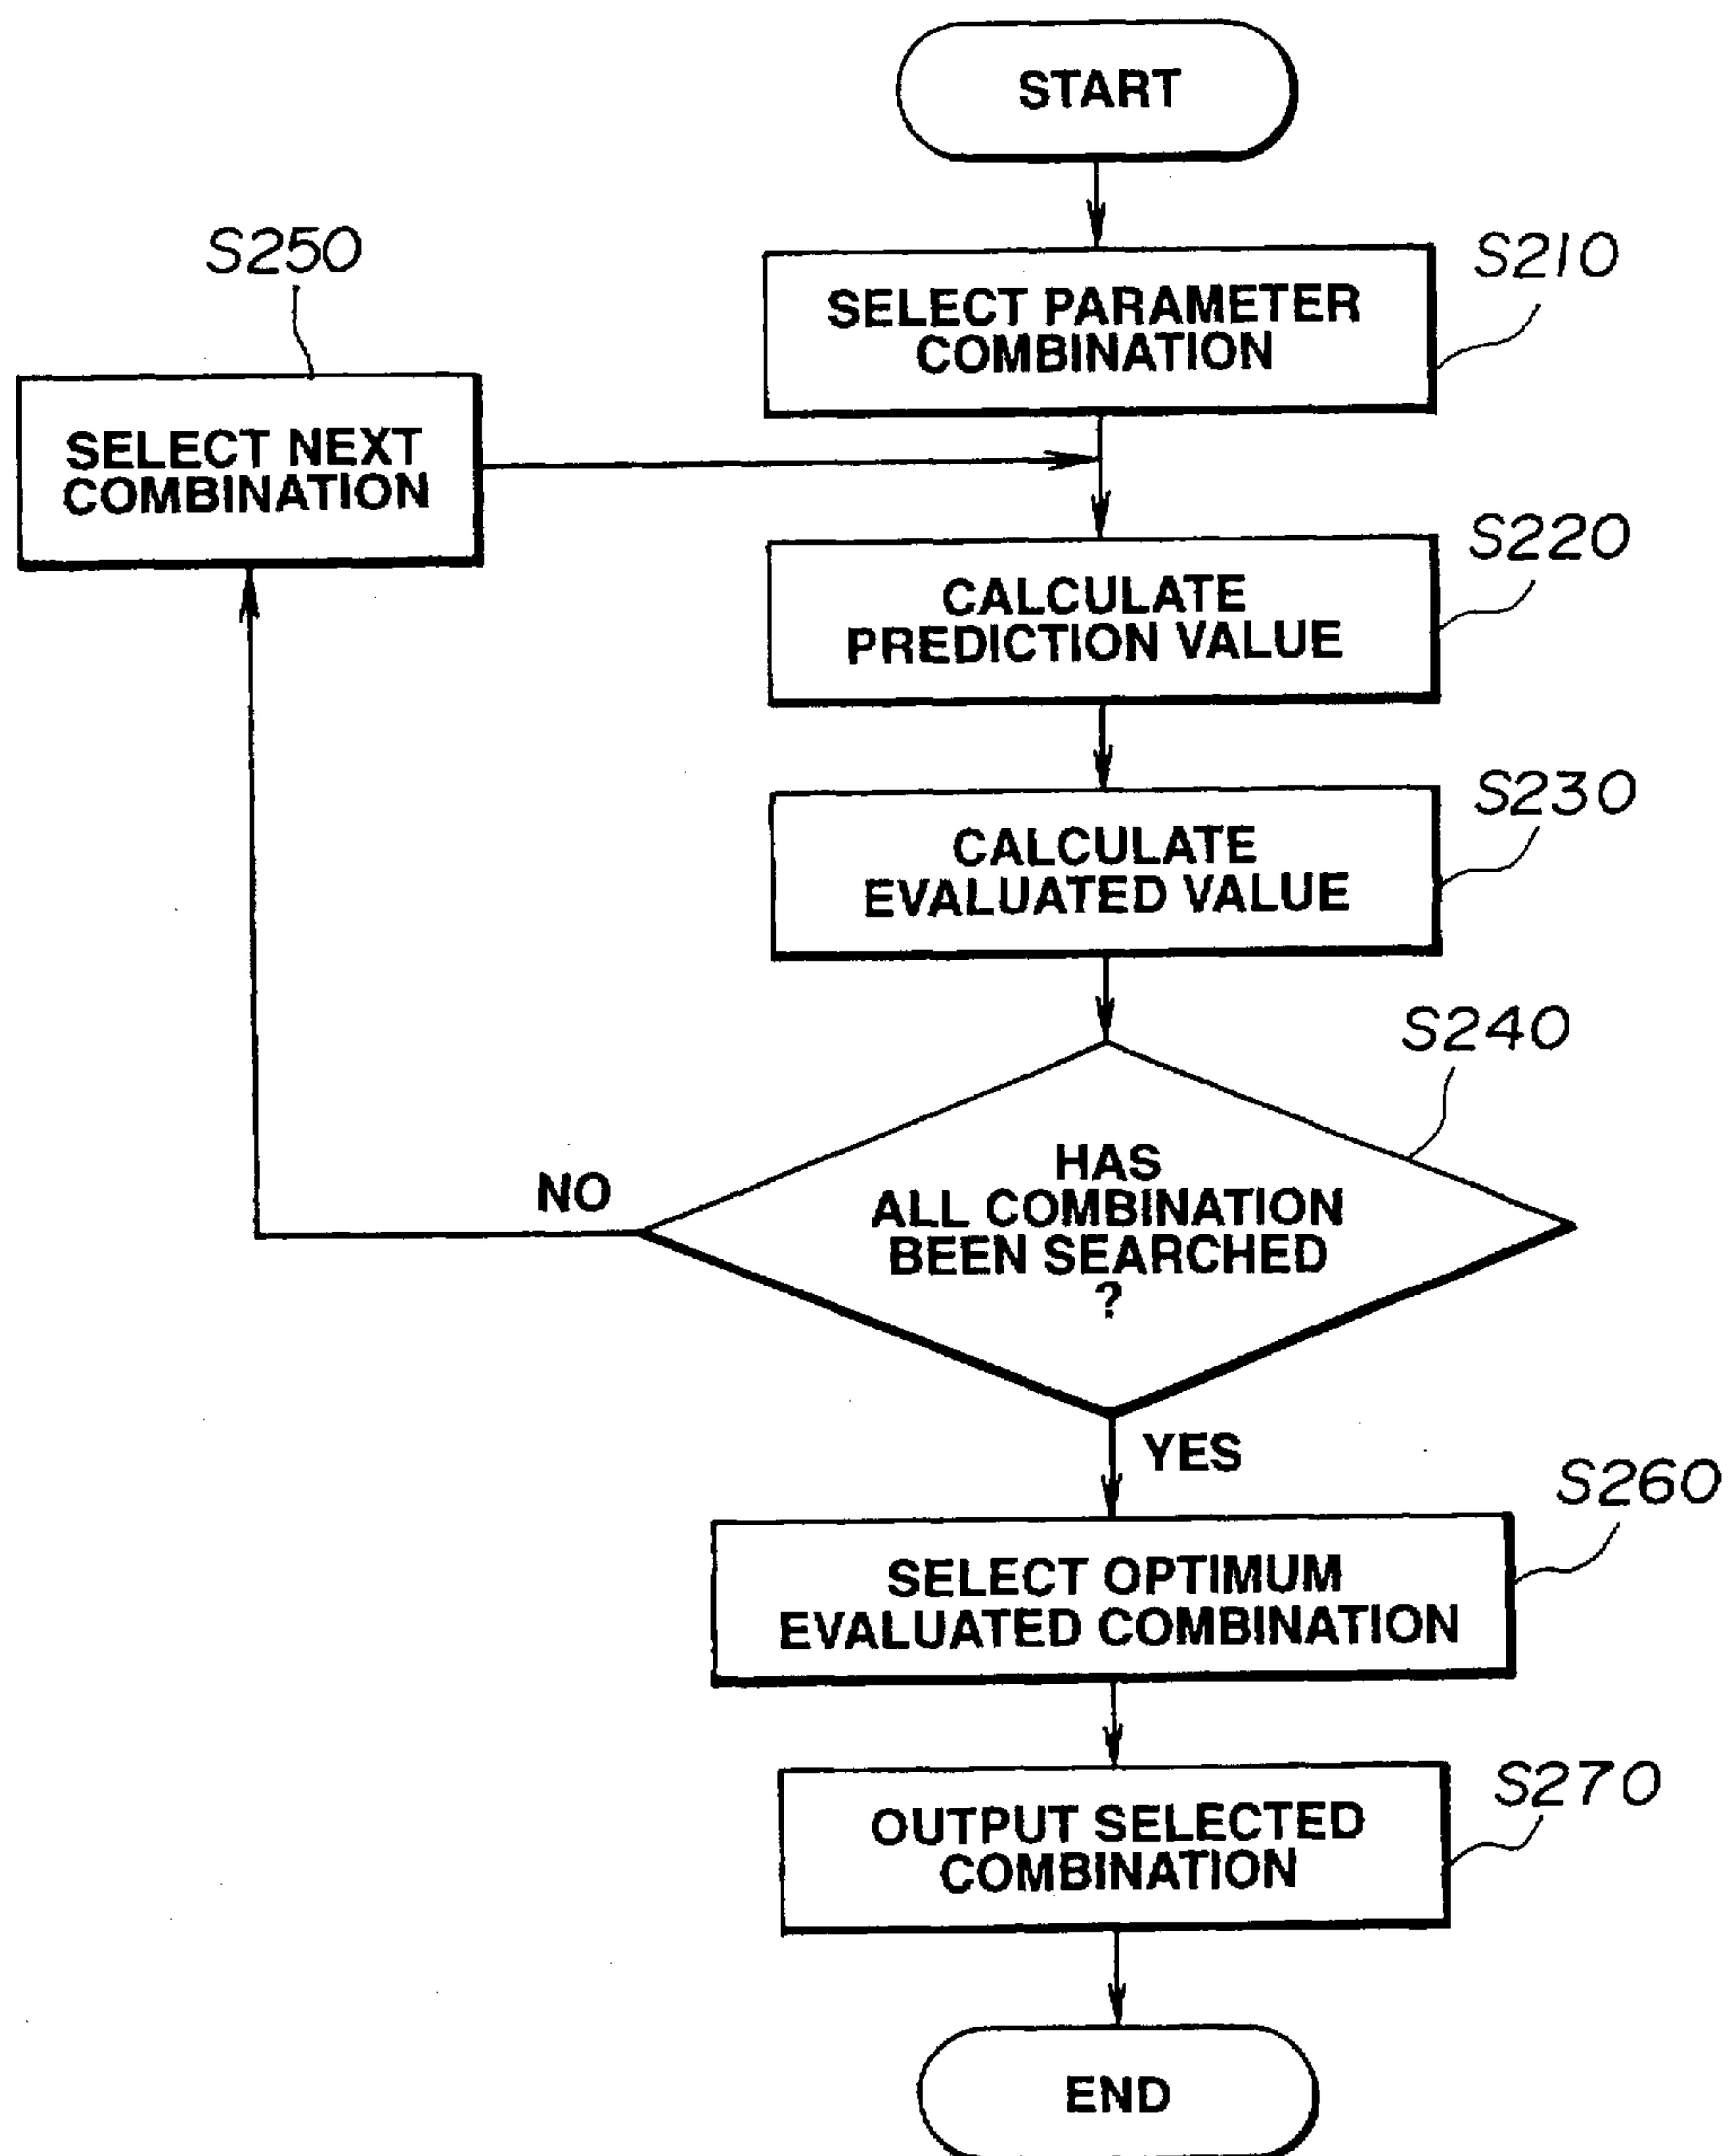 START
S210
SELECT PARAMETER
COMBINATION
S250
SELECT NEXT
COMBINATION
S220
CALCULATE
PREDICTION VALUE
S230
CALCULATE
EVALUATED VALUE
S240
HAS
ALL COMBINATION
BEEN SEARCHED
?
NO
YES
S260
SELECT OPTIMUM
EVALUATED COMBINATION
S270
OUTPUT SELECTED
COMBINATION
END